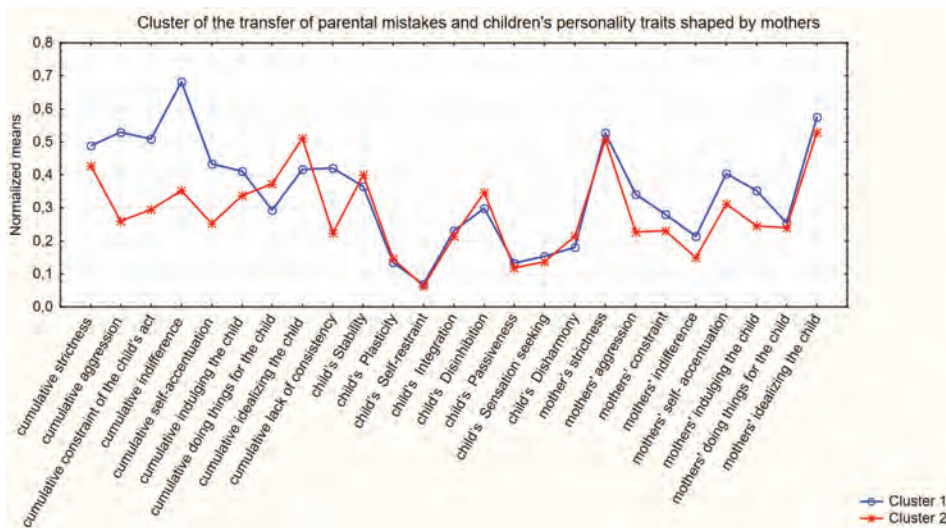 Cluster of the transfer of parental mistakes and children's personality traits shaped by mothers
Normalized means
0,8
0,7
0,6
0,5
0,4
0,3
0,2
0,1
0,0
cumulative strictness
cumulative aggression
cumulative constraint of the child's act
cumulative indifference
cumulative self-accentuation
cumulative indulging the child
cumulative doing things for the child
cumulative idealizing the child
cumulative lack of consistency
child's Stability
child's Plasticity
child's Self-restraint
child's Integration
child's Disinhibition
child's Passiveness
child's Sensation seeking
child's Disharmony
mother's strictness
mothers' aggression
mothers' constraint
mothers' indifference
mothers' self- accentuation
mothers' indulging the child
mothers' doing things for the child
mothers' idealizing the child
Cluster 1
Cluster 2